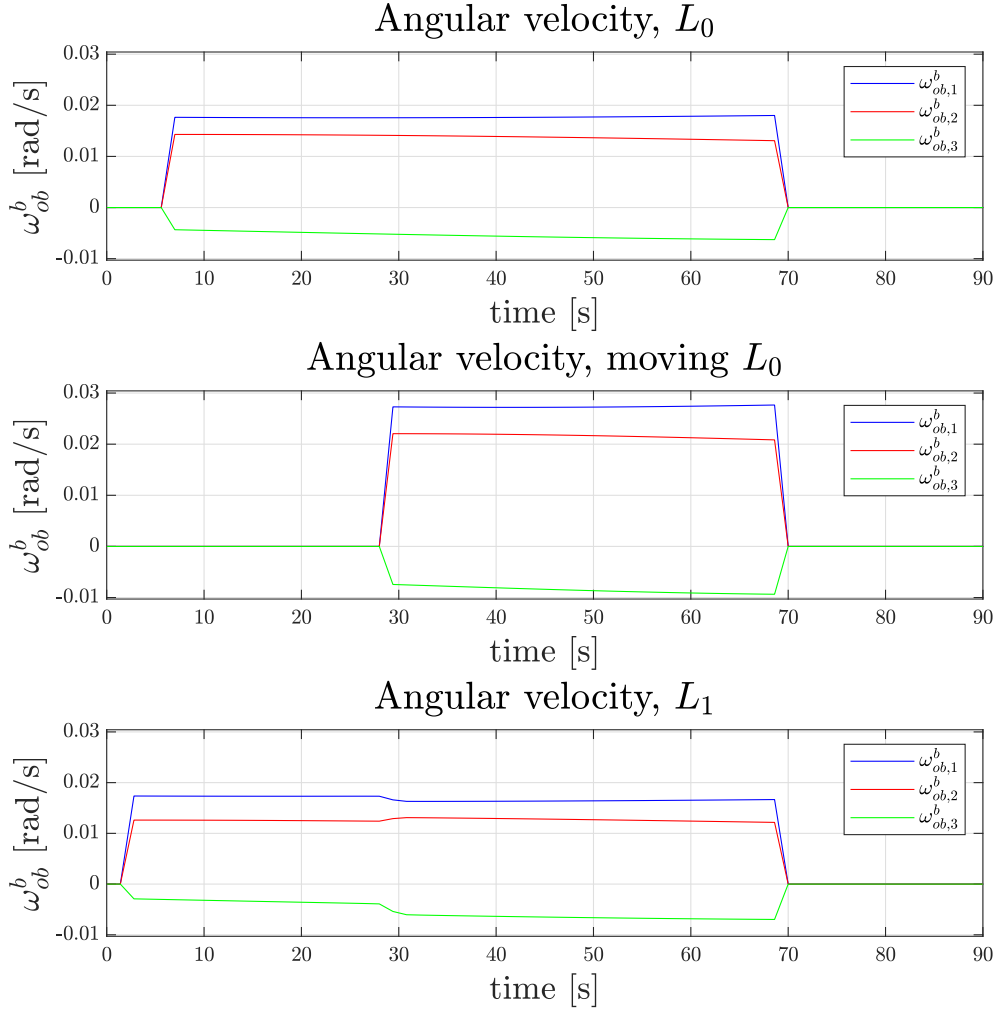 Angular velocity, L₀
0.03
0.02
0.01
0
-0.01
ω^b_ob [rad/s]
ω^b_ob,1
ω^b_ob,2
ω^b_ob,3
0 10 20 30 40 50 60 70 80 90
time [s]
Angular velocity, moving L₀
0.03
0.02
0.01
0
-0.01
ω^b_ob [rad/s]
ω^b_ob,1
ω^b_ob,2
ω^b_ob,3
0 10 20 30 40 50 60 70 80 90
time [s]
Angular velocity, L₁
0.03
0.02
0.01
0
-0.01
ω^b_ob [rad/s]
ω^b_ob,1
ω^b_ob,2
ω^b_ob,3
0 10 20 30 40 50 60 70 80 90
time [s]